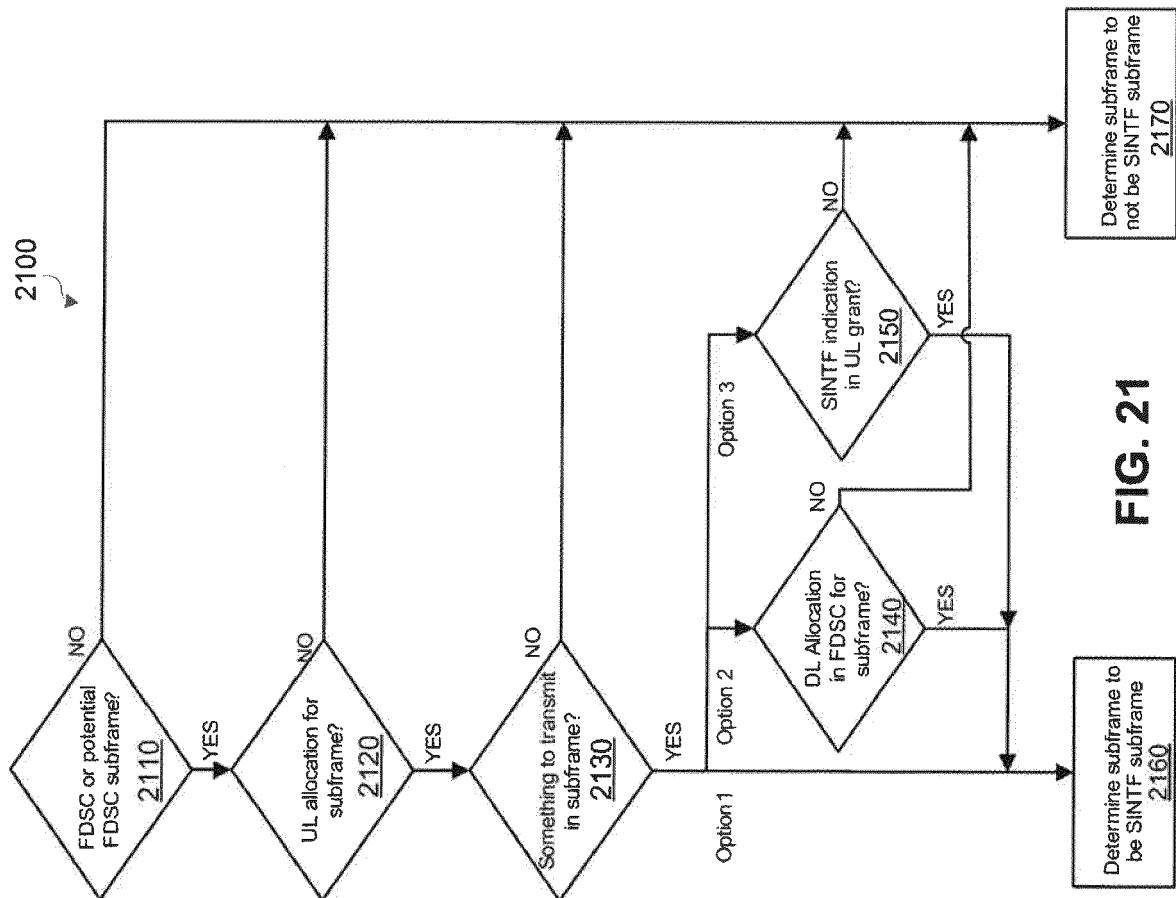 2100
FDSC or potential
FDSC subframe?
2110
NO
YES
UL allocation for
subframe?
2120
NO
YES
Something to transmit
in subframe?
2130
NO
YES
Option 1
Option 2
Option 3
DL Allocation
in FDSC for
subframe?
2140
NO
YES
SINTF indication
in UL grant?
2150
NO
YES
Determine subframe to
be SINTF subframe
2160
Determine subframe to
not be SINTF subframe
2170
FIG. 21